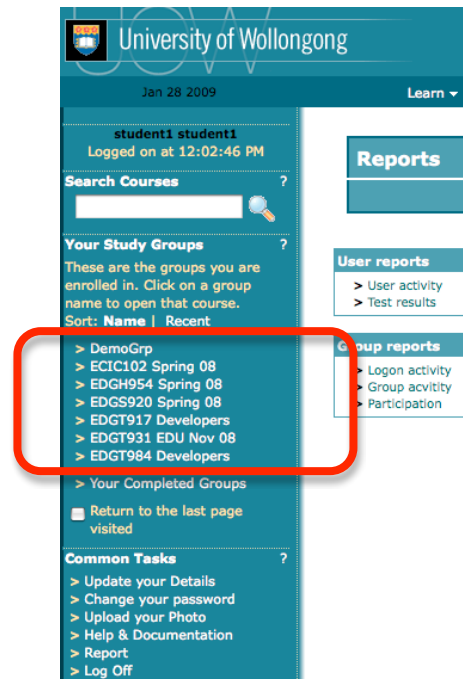 University of Wollongong
Jan 28 2009
Learn
student1 student1
Logged on at 12:02:46 PM
Search Courses ?
Your Study Groups ?
These are the groups you are
enrolled in. Click on a group
name to open that course.
Sort: Name | Recent
> DemoGrp
> ECIC102 Spring 08
> EDGH954 Spring 08
> EDGS920 Spring 08
> EDGT917 Developers
> EDGT931 EDU Nov 08
> EDGT984 Developers
> Your Completed Groups
Return to the last page
visited
Common Tasks ?
> Update your Details
> Change your password
> Upload your Photo
> Help & Documentation
> Report
> Log Off
Reports
User reports
> User activity
> Test results
Group reports
> Logon activity
> Group acvitity
> Participation